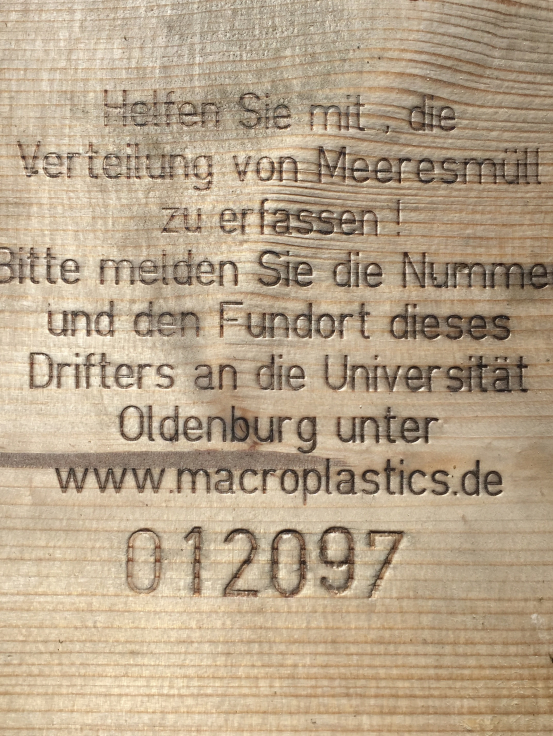 Helfen Sie mit, die
Verteilung von Meeresmüll
zu erfassen !
Bitte melden Sie die Nummer
und den Fundort dieses
Drifters an die Universität
Oldenburg unter
www.macroplastics.de
012097